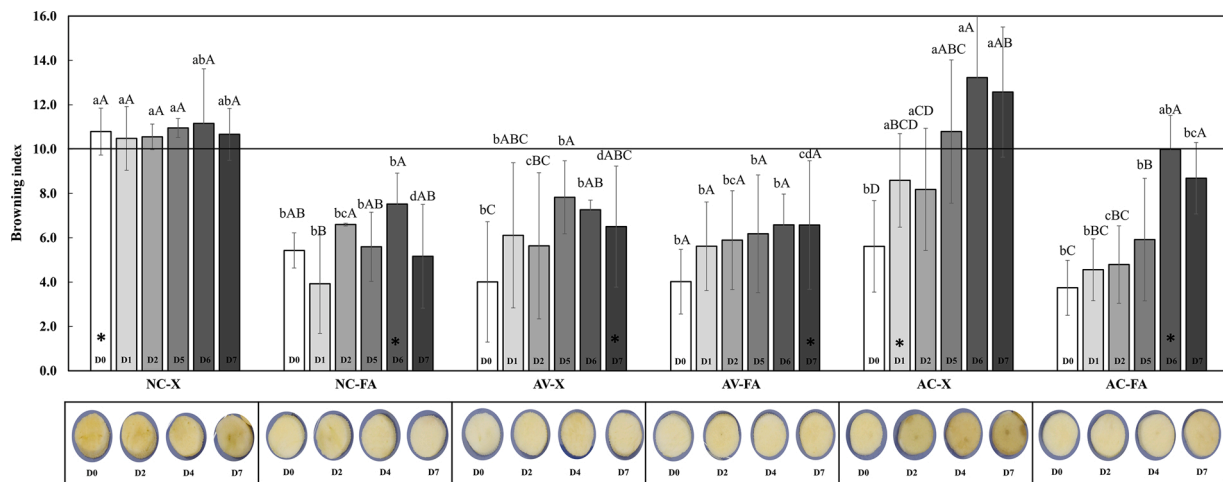 16.0
14.0
12.0
10.0
8.0
6.0
4.0
2.0
0.0
Browning index
aA aA aA aA abA abA
bAB bB bcA bAB bA dAB
bC bABC cBC bA bAB dABC
bA bA bcA bA bA cdA
bD aBCD aCD aABC aA aAB
bC bBC cBC bB abA bcA
* * * * * *
D0 D1 D2 D5 D6 D7 D0 D1 D2 D5 D6 D7 D0 D1 D2 D5 D6 D7 D0 D1 D2 D5 D6 D7 D0 D1 D2 D5 D6 D7 D0 D1 D2 D5 D6 D7
NC-X NC-FA AV-X AV-FA AC-X AC-FA
D0 D2 D4 D7 D0 D2 D4 D7 D0 D2 D4 D7 D0 D2 D4 D7 D0 D2 D4 D7 D0 D2 D4 D7